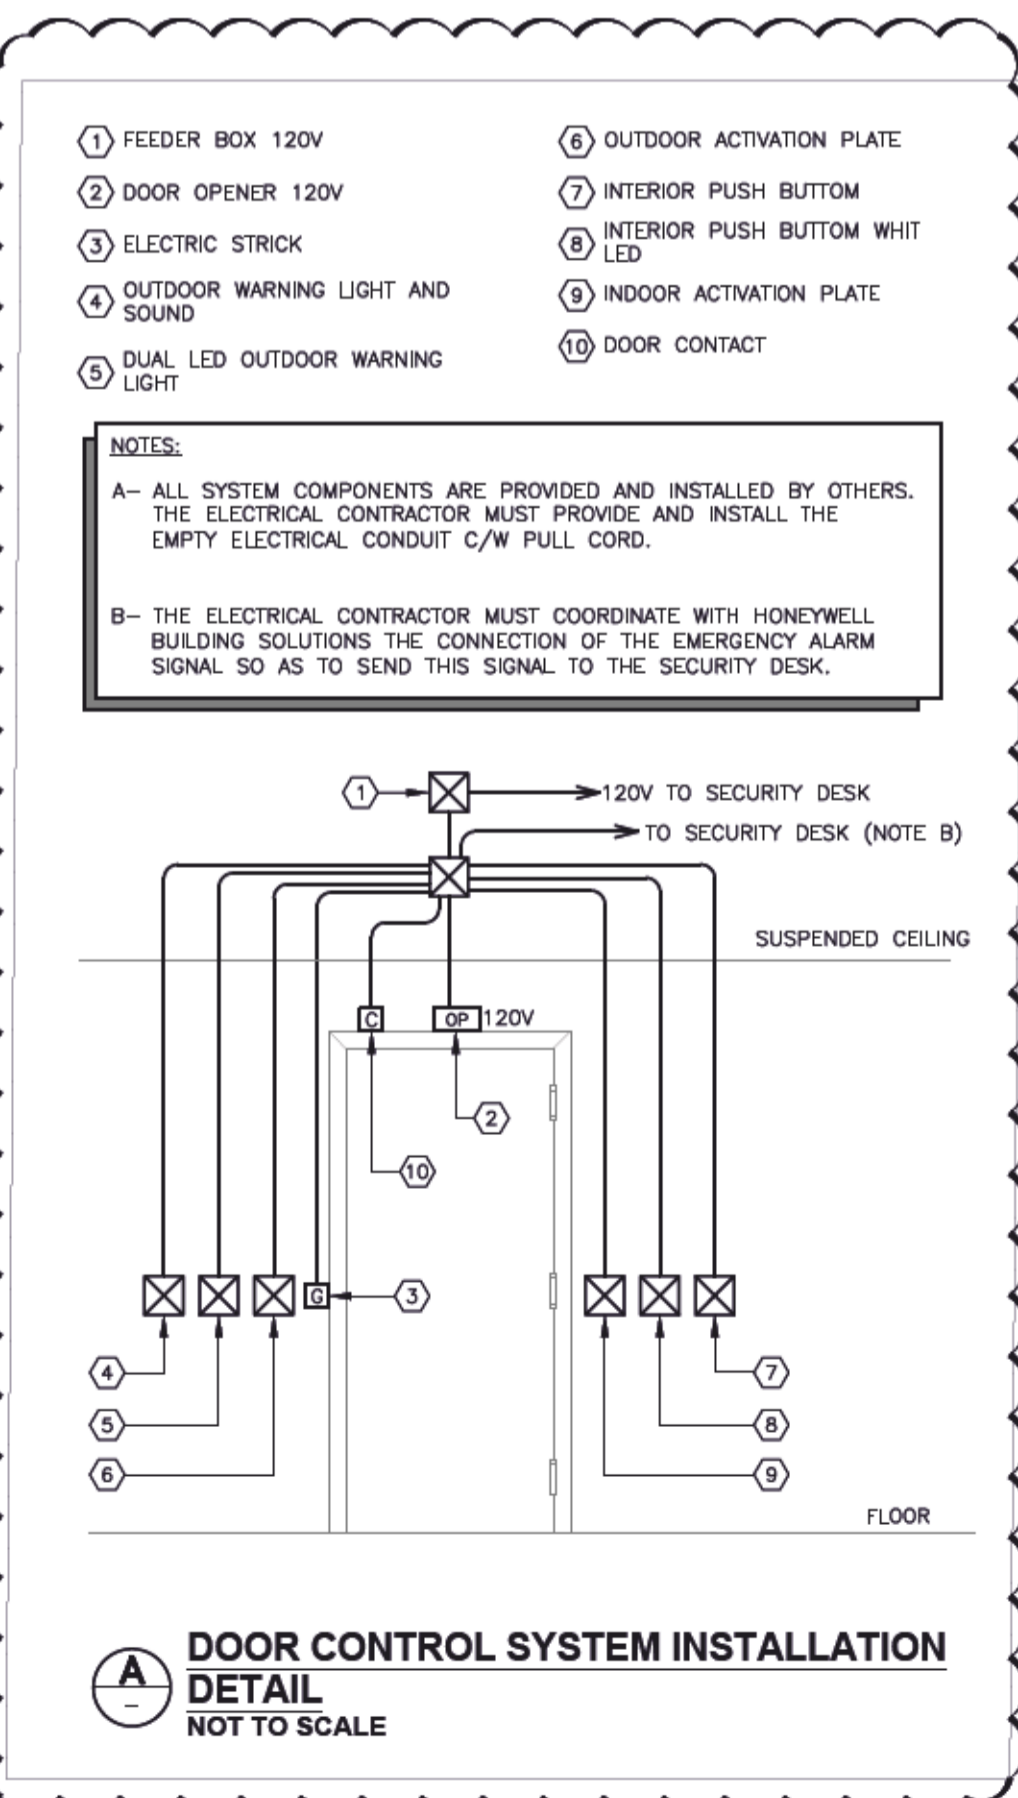 1 FEEDER BOX 120V
2 DOOR OPENER 120V
3 ELECTRIC STRICK
4 OUTDOOR WARNING LIGHT AND
SOUND
5 DUAL LED OUTDOOR WARNING
LIGHT
6 OUTDOOR ACTIVATION PLATE
7 INTERIOR PUSH BUTTOM
8 INTERIOR PUSH BUTTOM WHIT
LED
9 INDOOR ACTIVATION PLATE
10 DOOR CONTACT
NOTES:
A- ALL SYSTEM COMPONENTS ARE PROVIDED AND INSTALLED BY OTHERS.
THE ELECTRICAL CONTRACTOR MUST PROVIDE AND INSTALL THE
EMPTY ELECTRICAL CONDUIT C/W PULL CORD.
B- THE ELECTRICAL CONTRACTOR MUST COORDINATE WITH HONEYWELL
BUILDING SOLUTIONS THE CONNECTION OF THE EMERGENCY ALARM
SIGNAL SO AS TO SEND THIS SIGNAL TO THE SECURITY DESK.
1
120V TO SECURITY DESK
TO SECURITY DESK (NOTE B)
SUSPENDED CEILING
C
OP 120V
2
10
G
3
4
7
5
8
6
9
FLOOR
A
–
DOOR CONTROL SYSTEM INSTALLATION
DETAIL
NOT TO SCALE